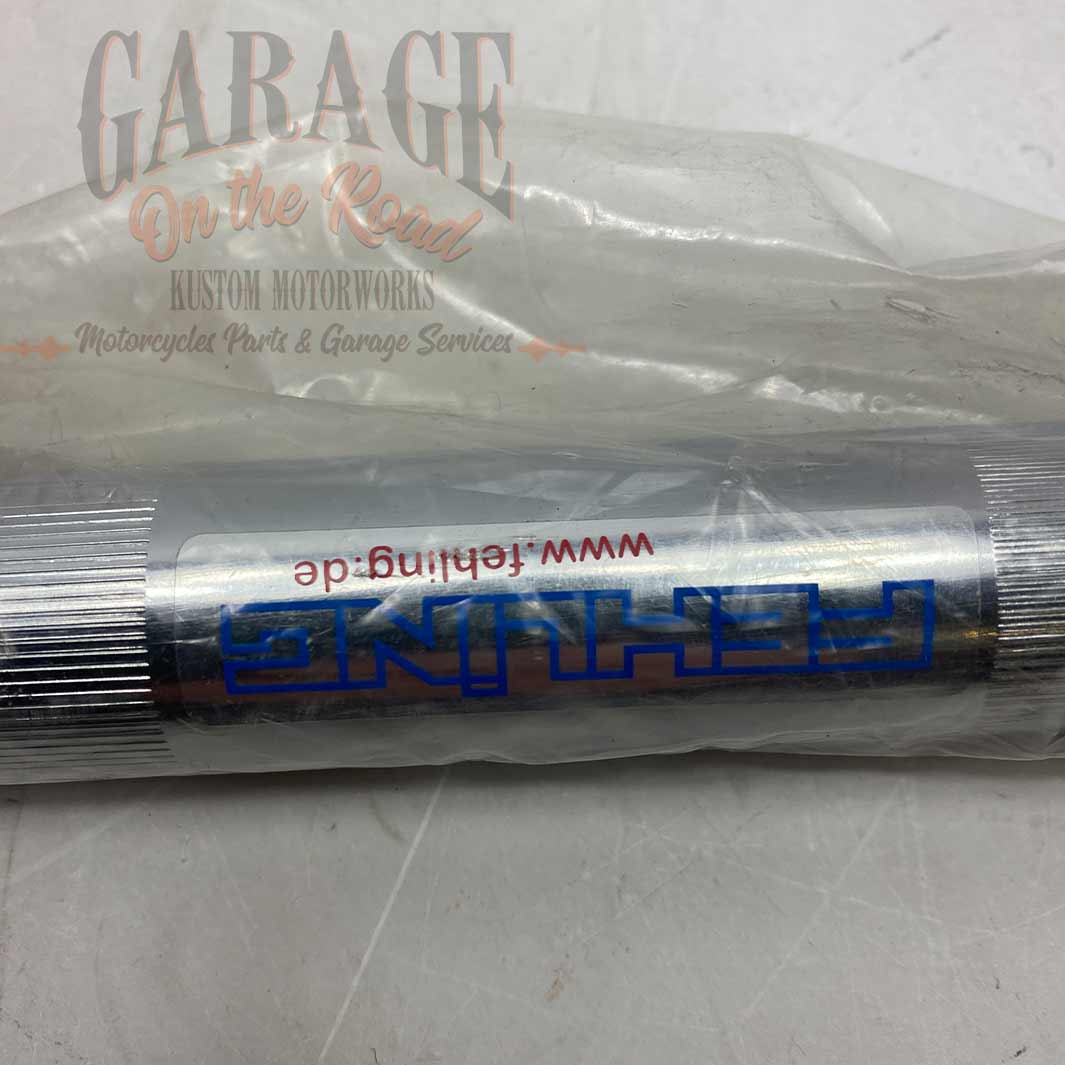 GARAGE
On the Road
KUSTOM MOTORWORKS
Motorcycles Parts & Garage Services
FEHLING
www.fehling.de